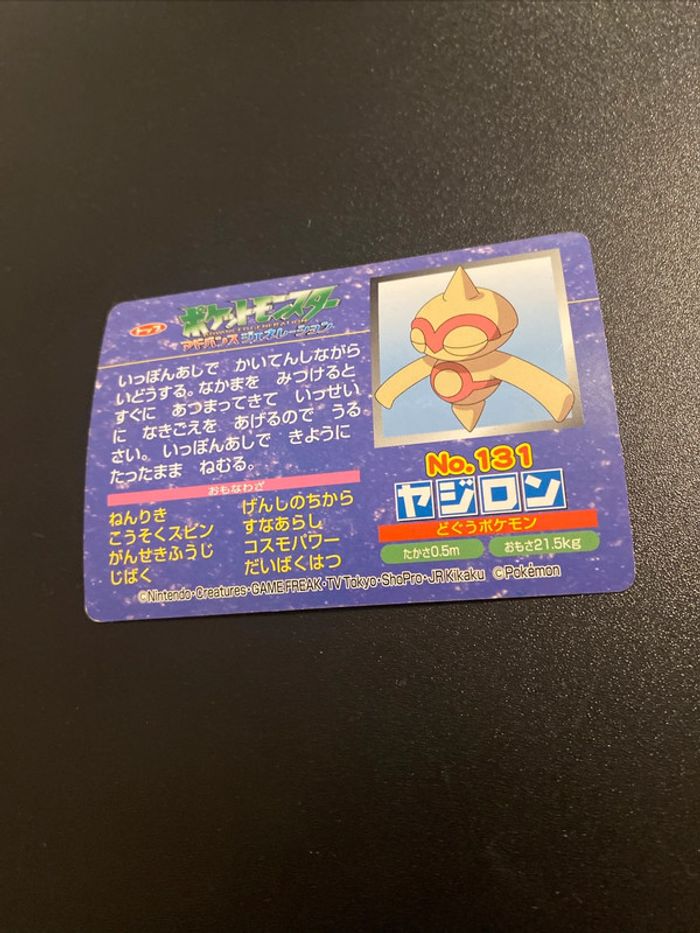 トップ
ポケットモンスター
ADVANCED GENERATION
アドバンスジェネレーション
いっぽんあしで かいてんしながら
いどうする。なかまを みつけると
すぐに あつまってきて いっせい
に なきごえを あげるので うる
さい。いっぽんあしで きように
たったまま ねむる。
おもなわざ
ねんりき
こうそくスピン
がんせきふうじ
じばく
げんしのちから
すなあらし
コスモパワー
だいばくはつ
No.131
ヤジロン
どぐうポケモン
たかさ0.5m おもさ21.5kg
©Nintendo・Creatures・GAME FREAK・TV Tokyo・ShoPro・JR Kikaku ©Pokémon